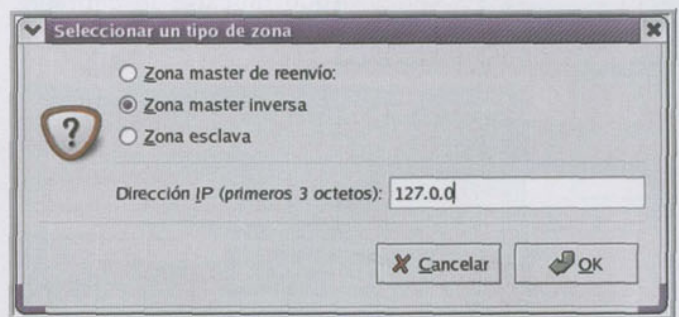 Seleccionar un tipo de zona
Zona master de reenvío:
Zona master inversa
Zona esclava
Dirección IP (primeros 3 octetos): 127.0.0
Cancelar OK